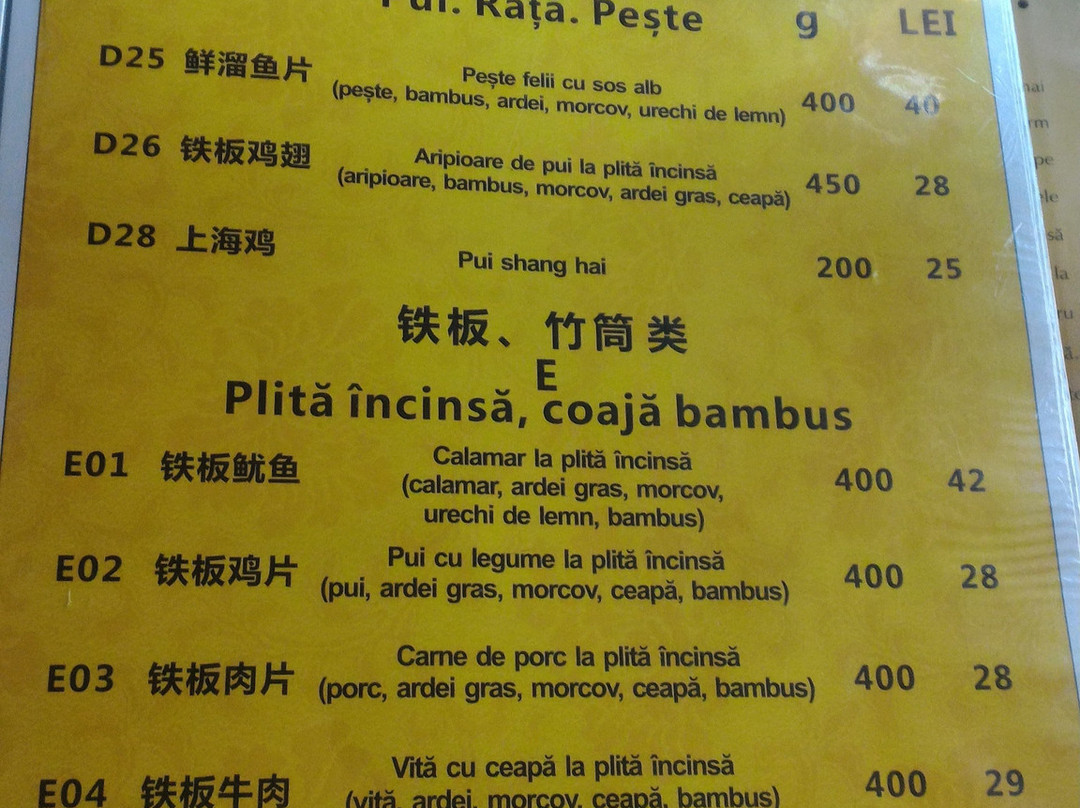 Pui. Rața. Pește g LEI
D25 鲜溜鱼片 Pește felii cu sos alb
(pește, bambus, ardei, morcov, urechi de lemn) 400 40
D26 铁板鸡翅 Aripioare de pui la plită încinsă
(aripioare, bambus, morcov, ardei gras, ceapă) 450 28
D28 上海鸡 Pui shang hai 200 25
铁板、竹筒类
E
Plită încinsă, coajă bambus
E01 铁板鱿鱼 Calamar la plită încinsă
(calamar, ardei gras, morcov,
urechi de lemn, bambus) 400 42
E02 铁板鸡片 Pui cu legume la plită încinsă
(pui, ardei gras, morcov, ceapă, bambus) 400 28
E03 铁板肉片 Carne de porc la plită încinsă
(porc, ardei gras, morcov, ceapă, bambus) 400 28
E04 铁板牛肉 Vită cu ceapă la plită încinsă
(vită, ardei, morcov, ceapă, bambus) 400 29